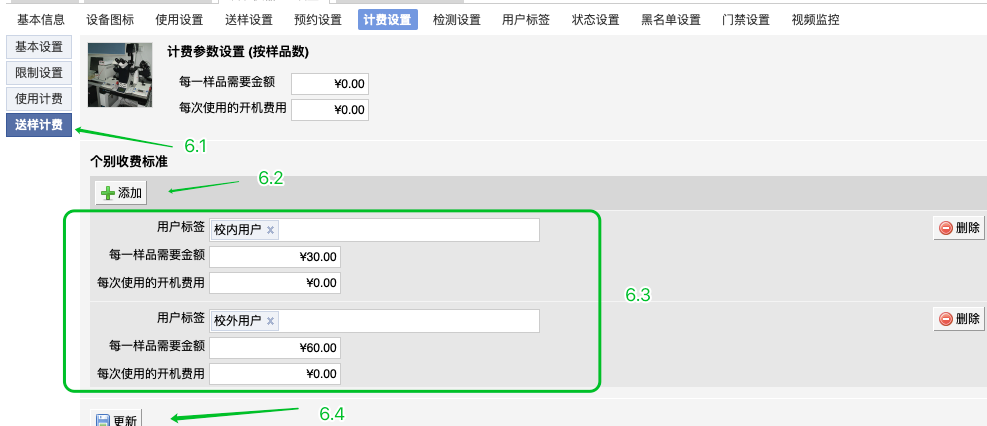 基本信息 设备图标 使用设置 送样设置 预约设置 计费设置 检测设置 用户标签 状态设置 黑名单设置 门禁设置 视频监控
基本设置
限制设置
使用计费
送样计费
计费参数设置 (按样品数)
每一样品需要金额 ¥0.00
每次使用的开机费用 ¥0.00
6.1
个别收费标准
6.2
添加
用户标签 校内用户 x 删除
每一样品需要金额 ¥30.00
每次使用的开机费用 ¥0.00
6.3
用户标签 校外用户 x 删除
每一样品需要金额 ¥60.00
每次使用的开机费用 ¥0.00
更新 6.4